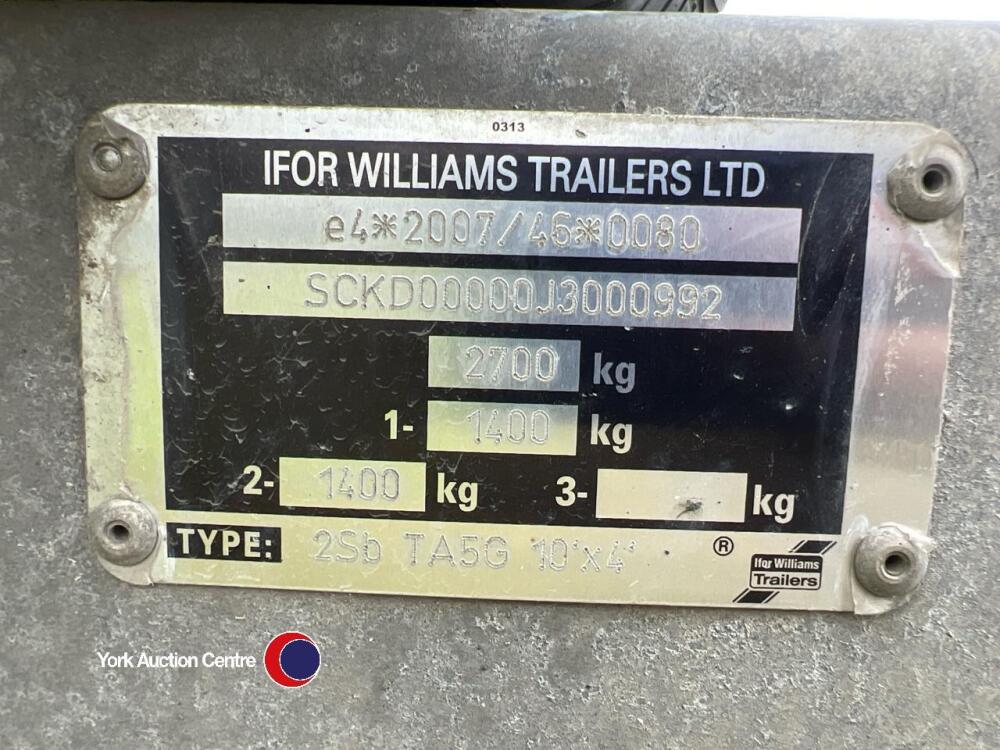 0313
IFOR WILLIAMS TRAILERS LTD
e4*2007/46*0080
SCKD00000J3000992
2700 kg
1- 1400 kg
2- 1400 kg 3- kg
TYPE: 2Sb TA5G 10'x4' ®
Ifor Williams
Trailers
York Auction Centre